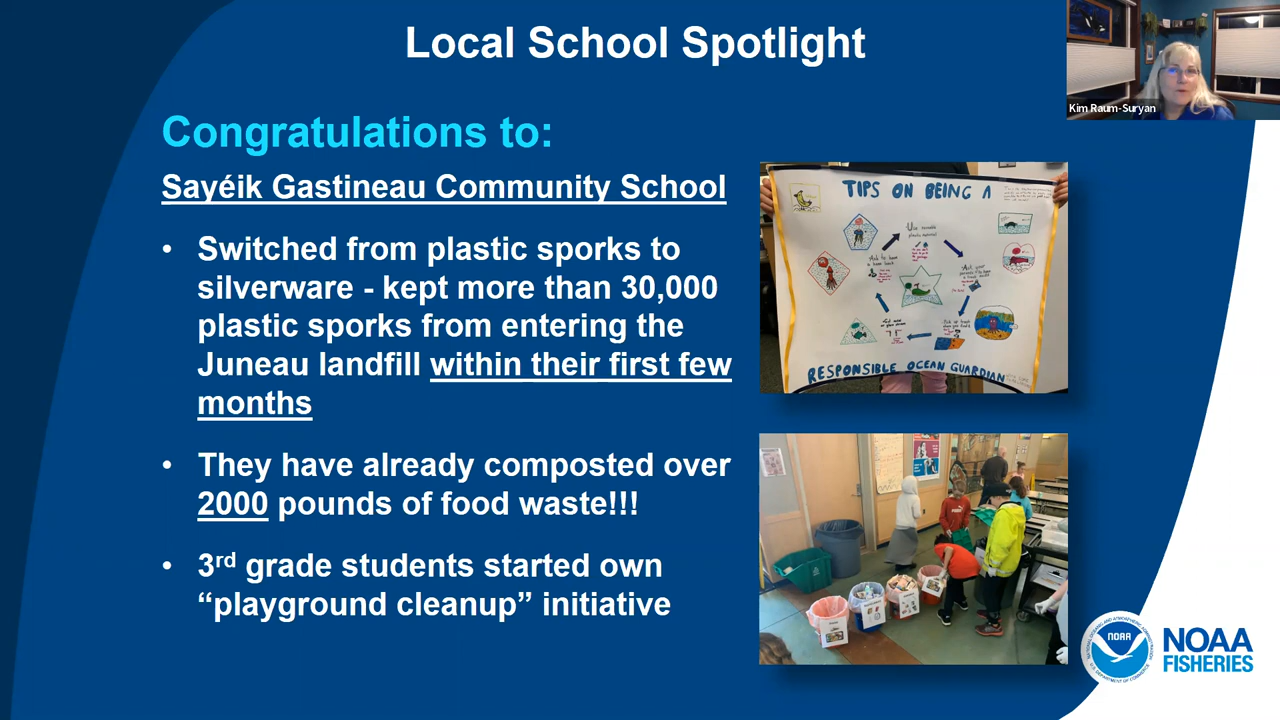 Local School Spotlight
Kim Raum-Suryan
Congratulations to:
Sayéik Gastineau Community School
• Switched from plastic sporks to
silverware - kept more than 30,000
plastic sporks from entering the
Juneau landfill within their first few
months
• They have already composted over
2000 pounds of food waste!!!
• 3rd grade students started own
“playground cleanup” initiative
TIPS ON BEING A
RESPONSIBLE OCEAN GUARDIAN
NOAA
NOAA
FISHERIES